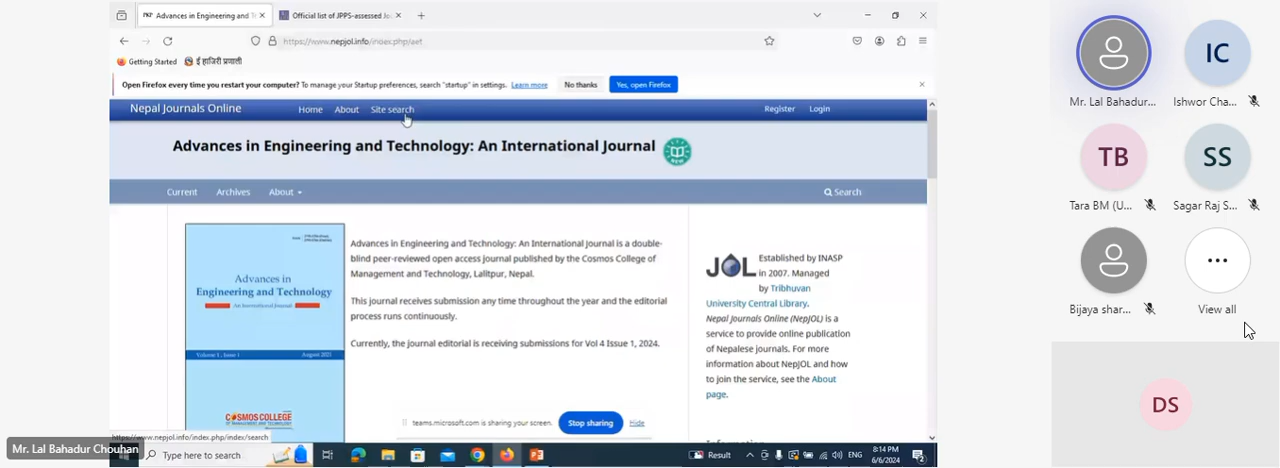 Advances in Engineering and Te
Official list of JPPS-assessed Jo
https://www.nepjol.info/index.php/aet
Getting Started
ई हाजिरी प्रणाली
Open Firefox every time you restart your computer? To manage your Startup preferences, search "startup" in settings. Learn more
No thanks
Yes, open Firefox
Nepal Journals Online
Home About Site search
Register Login
Advances in Engineering and Technology: An International Journal
Current Archives About
Search
Advances in
Engineering and Technology
An International Journal
Volume 1, Issue 1 August 2021
COSMOS COLLEGE
OF MANAGEMENT AND TECHNOLOGY
Advances in Engineering and Technology: An International Journal is a double-
blind peer-reviewed open access journal published by the Cosmos College of
Management and Technology, Lalitpur, Nepal.
This journal receives submission any time throughout the year and the editorial
process runs continuously.
Currently, the journal editorial is receiving submissions for Vol 4 Issue 1, 2024.
JOL
Established by INASP
in 2007. Managed
by Tribhuvan
University Central Library.
Nepal Journals Online (NepJOL) is a
service to provide online publication
of Nepalese journals. For more
information about NepJOL and how
to join the service, see the About
page.
teams.microsoft.com is sharing your screen.
Stop sharing
Hide
https://www.nepjol.info/index.php/index/search
Mr. Lal Bahadur Chouhan
Type here to search
Result
ENG
8:14 PM
6/6/2024
2
Mr. Lal Bahadur...
IC
Ishwor Cha...
TB
Tara BM (U...
SS
Sagar Raj S...
Bijaya shar...
View all
DS